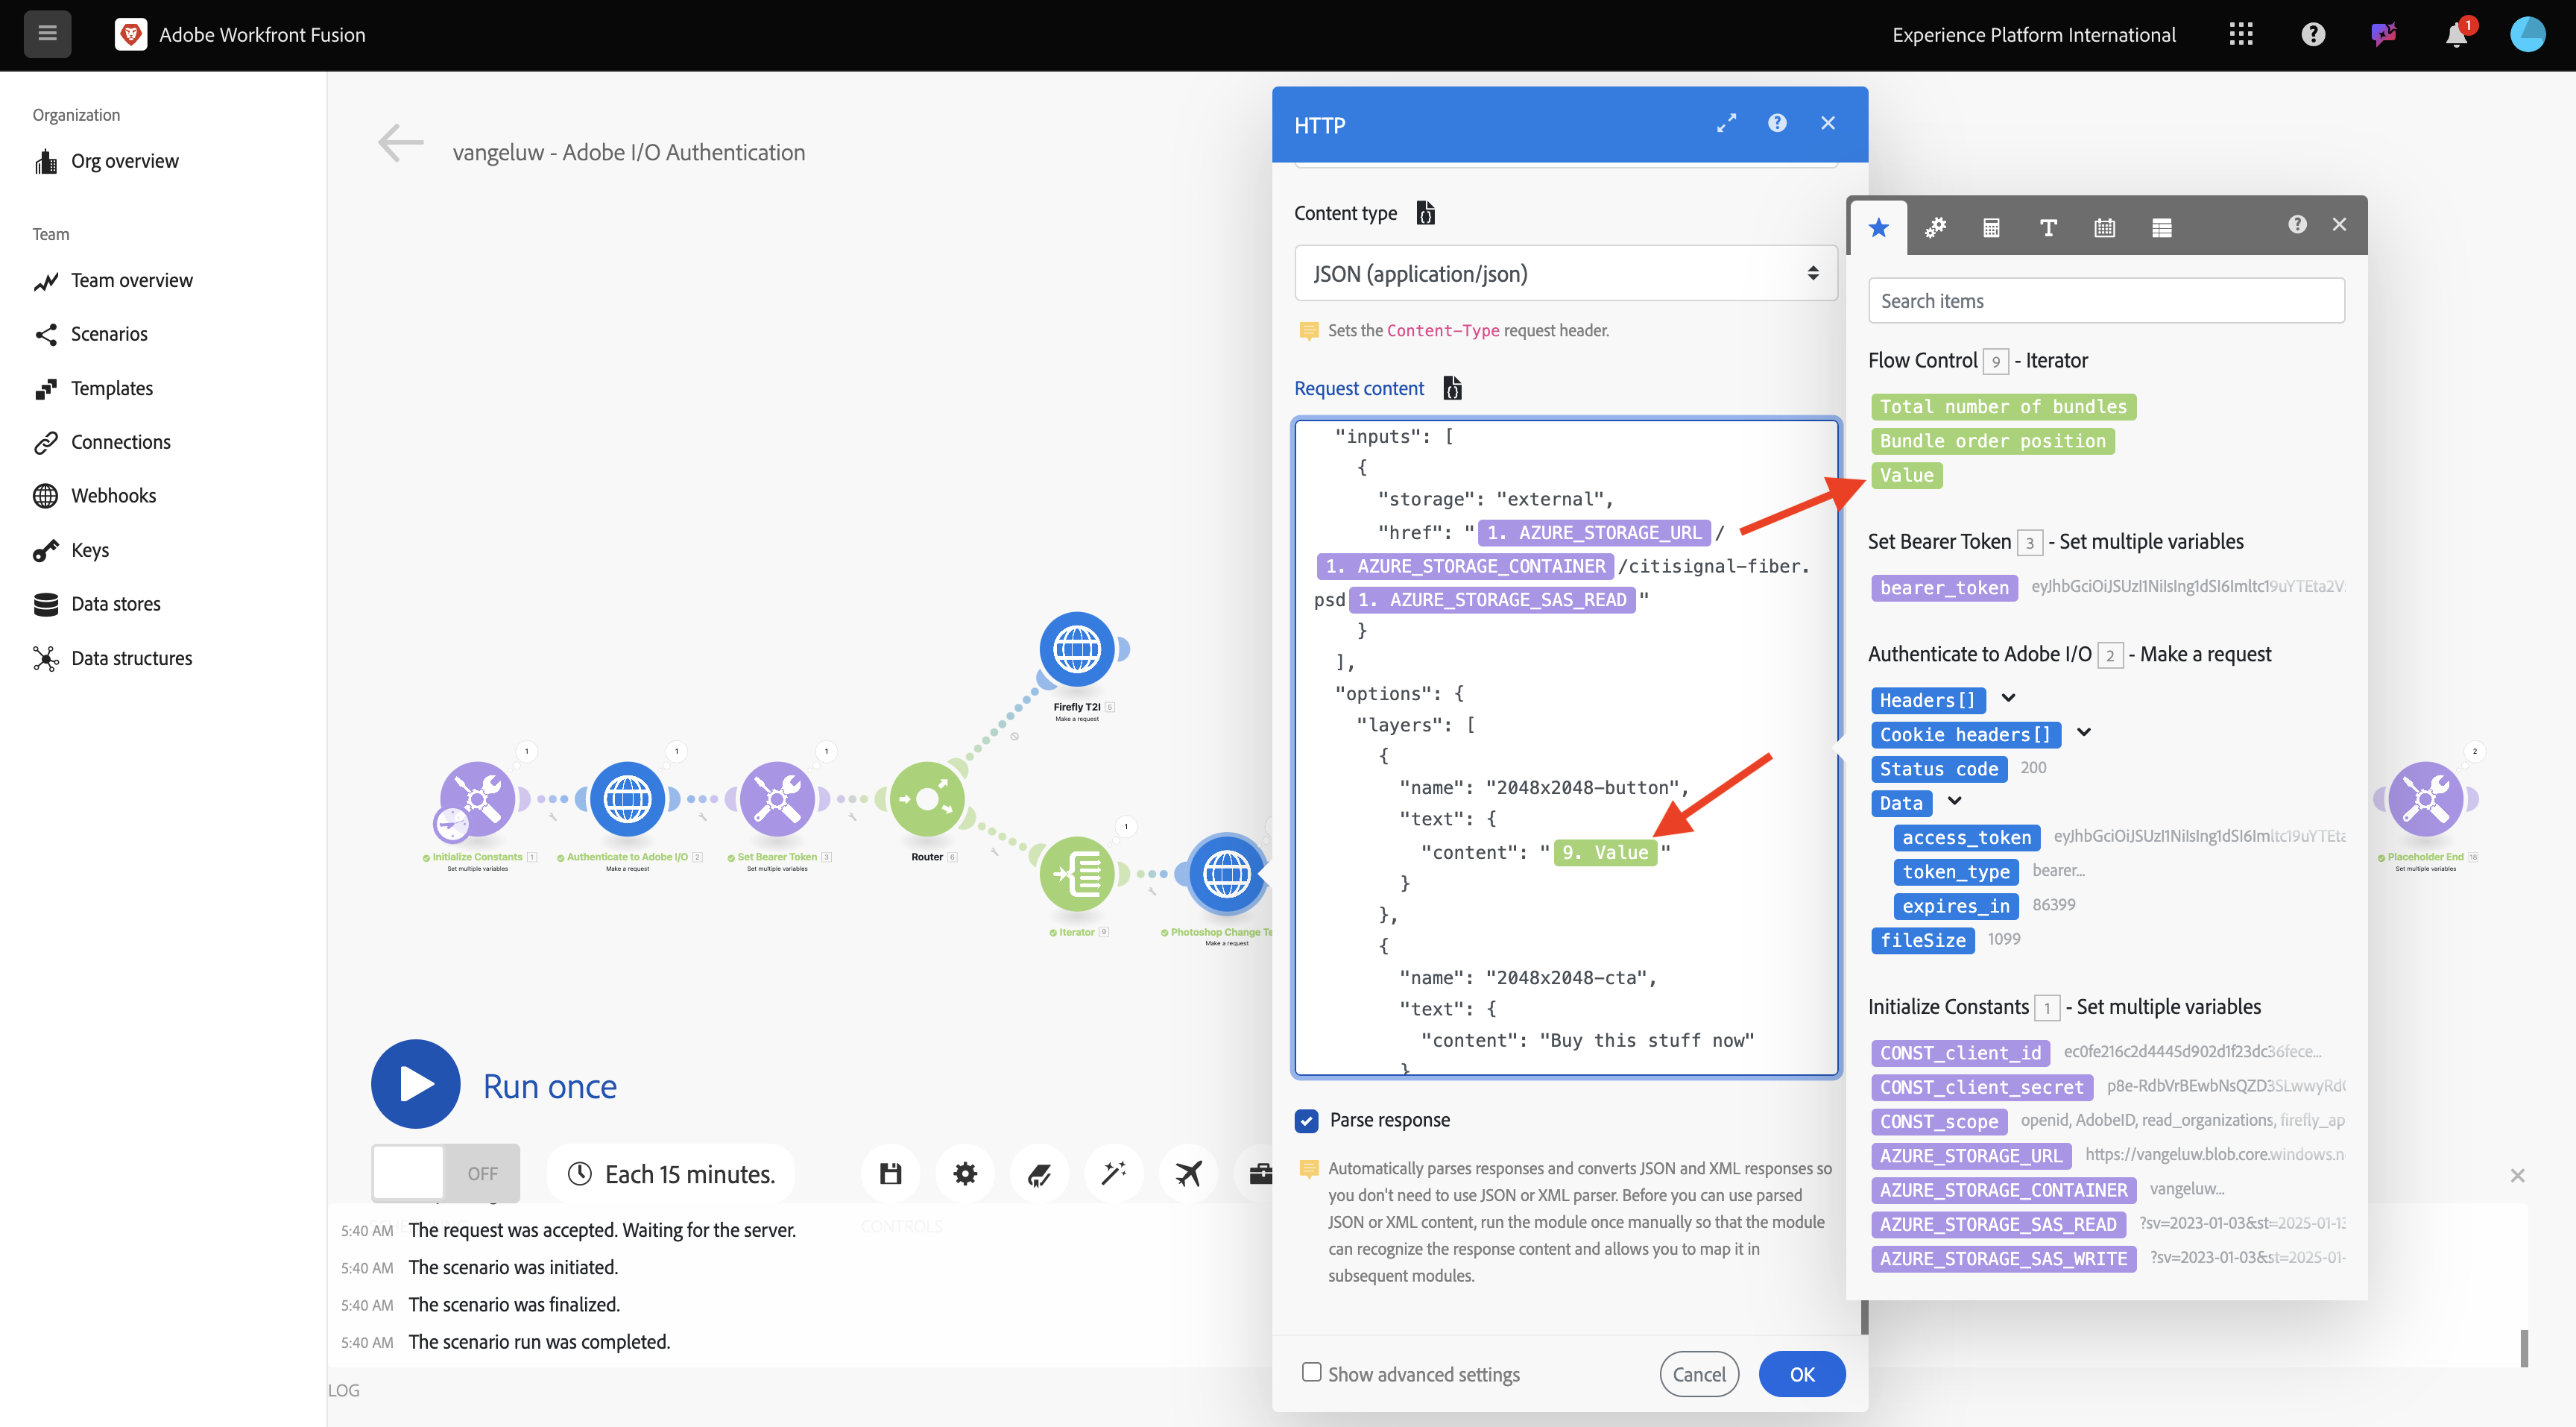 Adobe Workfront Fusion
Experience Platform International
1
Organization
Org overview
Team
Team overview
Scenarios
Templates
Connections
Webhooks
Keys
Data stores
Data structures
vangeluw - Adobe I/O Authentication
Firefly T2I 5
Make a request
1
1
1
Initialize Constants 1
Set multiple variables
Authenticate to Adobe I/O 2
Make a request
Set Bearer Token 3
Set multiple variables
Router 6
1
Iterator 9
Photoshop Change Te
Make a request
2
Placeholder End 18
Set multiple variables
Run once
OFF
Each 15 minutes.
CONTROLS
5:40 AM The request was accepted. Waiting for the server.
5:40 AM The scenario was initiated.
5:40 AM The scenario was finalized.
5:40 AM The scenario run was completed.
LOG
HTTP
Content type
JSON (application/json)
Sets the Content-Type request header.
Request content
"inputs": [
{
"storage": "external",
"href": "1. AZURE_STORAGE_URL/
1. AZURE_STORAGE_CONTAINER/citisignal-fiber.
psd1. AZURE_STORAGE_SAS_READ"
}
],
"options": {
"layers": [
{
"name": "2048x2048-button",
"text": {
"content": "9. Value"
}
},
{
"name": "2048x2048-cta",
"text": {
"content": "Buy this stuff now"
}
Parse response
Automatically parses responses and converts JSON and XML responses so
you don't need to use JSON or XML parser. Before you can use parsed
JSON or XML content, run the module once manually so that the module
can recognize the response content and allows you to map it in
subsequent modules.
Show advanced settings
Cancel
OK
Search items
Flow Control 9 - Iterator
Total number of bundles
Bundle order position
Value
Set Bearer Token 3 - Set multiple variables
bearer_token
Authenticate to Adobe I/O 2 - Make a request
Headers[]
Cookie headers[]
Status code 200
Data
access_token
token_type bearer...
expires_in 86399
fileSize 1099
Initialize Constants 1 - Set multiple variables
CONST_client_id ec0fe216c2d4445d902d1f23dc36fece...
CONST_client_secret
CONST_scope openid, AdobeID, read_organizations, firefly_ap
AZURE_STORAGE_URL https://vangeluw.blob.core.windows.n
AZURE_STORAGE_CONTAINER vangeluw...
AZURE_STORAGE_SAS_READ ?sv=2023-01-03&st=2025-01-13
AZURE_STORAGE_SAS_WRITE ?sv=2023-01-03&st=2025-01-